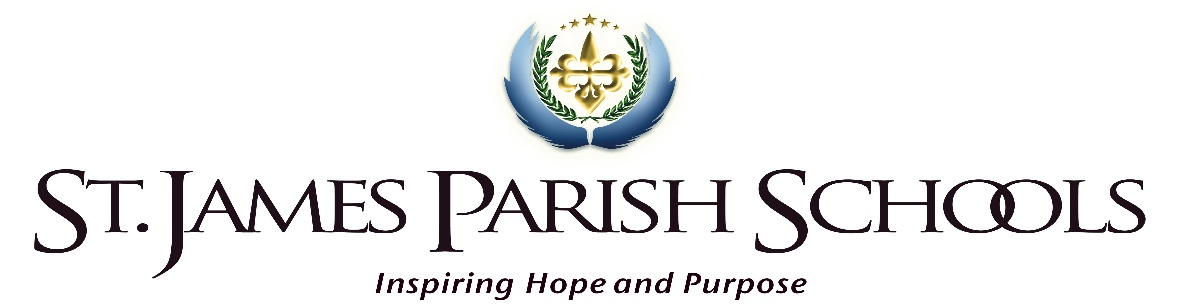 ST. JAMES PARISH SCHOOLS
Inspiring Hope and Purpose